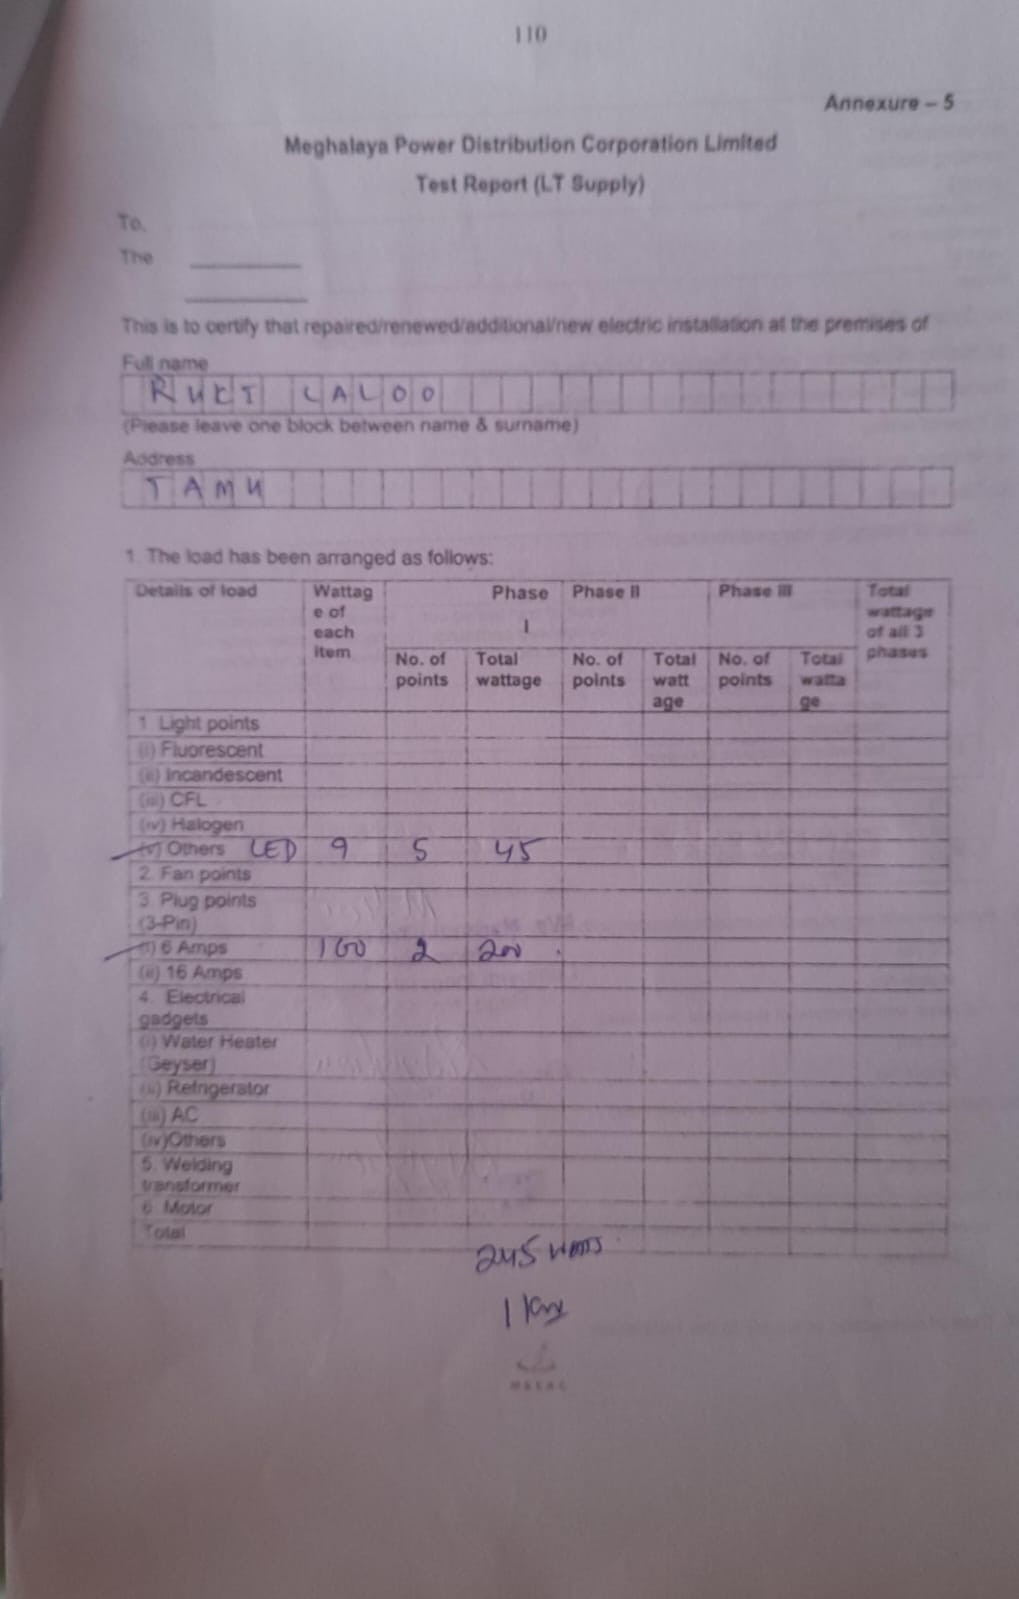 110
Annexure – 5
Meghalaya Power Distribution Corporation Limited
Test Report (LT Supply)
To,
The
This is to certify that repaired/renewed/additional/new electric installation at the premises of
Full name
LALOO
(Please leave one block between name & surname)
Address
TAMU
1. The load has been arranged as follows:
Details of load Wattag e of each item Phase I Phase II Phase III Total wattage of all 3 phases
No. of points Total wattage No. of points Total watt age No. of points Total watta ge
1. Light points
(i) Fluorescent
(ii) Incandescent
(iii) CFL
(iv) Halogen
(v) Others LED 9 5 45
2. Fan points
3. Plug points
(3-Pin)
(i) 6 Amps 100 2 200
(ii) 16 Amps
4. Electrical
gadgets
(i) Water Heater
(Geyser)
(ii) Refrigerator
(iii) AC
(iv)Others
5. Welding
transformer
6. Motor
Total
245 WATTS
1 KW
MSERC